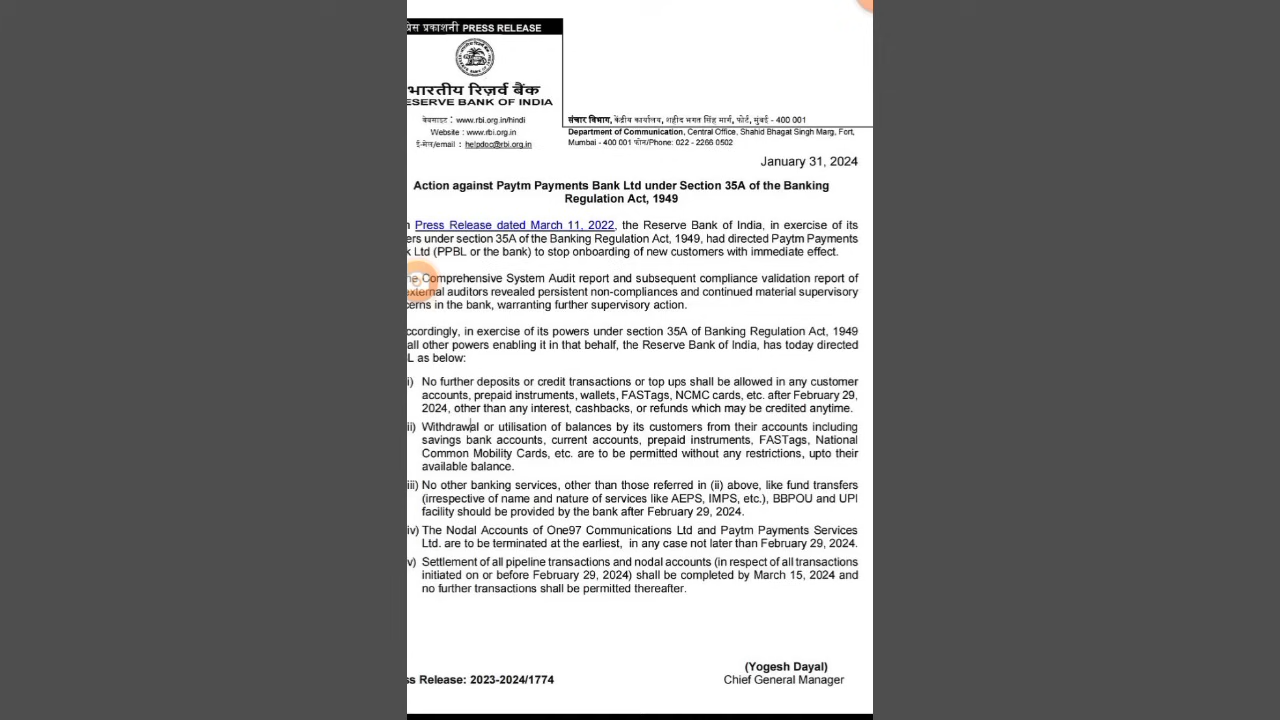 प्रेस प्रकाशनी PRESS RELEASE
भारतीय रिज़र्व बैंक
ESERVE BANK OF INDIA
वेबसाइट : www.rbi.org.in/hindi
Website : www.rbi.org.in
ई-मेल/email : helpdoc@rbi.org.in
संचार विभाग, केंद्रीय कार्यालय, शहीद भगत सिंह मार्ग, फोर्ट, मुंबई - 400 001
Department of Communication, Central Office, Shahid Bhagat Singh Marg, Fort,
Mumbai - 400 001 फोन/Phone: 022 - 2266 0502
January 31, 2024
Action against Paytm Payments Bank Ltd under Section 35A of the Banking
Regulation Act, 1949
n Press Release dated March 11, 2022, the Reserve Bank of India, in exercise of its
ers under section 35A of the Banking Regulation Act, 1949, had directed Paytm Payments
k Ltd (PPBL or the bank) to stop onboarding of new customers with immediate effect.
e Comprehensive System Audit report and subsequent compliance validation report of
external auditors revealed persistent non-compliances and continued material supervisory
cerns in the bank, warranting further supervisory action.
ccordingly, in exercise of its powers under section 35A of Banking Regulation Act, 1949
all other powers enabling it in that behalf, the Reserve Bank of India, has today directed
L as below:
i) No further deposits or credit transactions or top ups shall be allowed in any customer
accounts, prepaid instruments, wallets, FASTags, NCMC cards, etc. after February 29,
2024, other than any interest, cashbacks, or refunds which may be credited anytime.
ii) Withdrawal or utilisation of balances by its customers from their accounts including
savings bank accounts, current accounts, prepaid instruments, FASTags, National
Common Mobility Cards, etc. are to be permitted without any restrictions, upto their
available balance.
iii) No other banking services, other than those referred in (ii) above, like fund transfers
(irrespective of name and nature of services like AEPS, IMPS, etc.), BBPOU and UPI
facility should be provided by the bank after February 29, 2024.
iv) The Nodal Accounts of One97 Communications Ltd and Paytm Payments Services
Ltd. are to be terminated at the earliest, in any case not later than February 29, 2024.
v) Settlement of all pipeline transactions and nodal accounts (in respect of all transactions
initiated on or before February 29, 2024) shall be completed by March 15, 2024 and
no further transactions shall be permitted thereafter.
(Yogesh Dayal)
ss Release: 2023-2024/1774
Chief General Manager